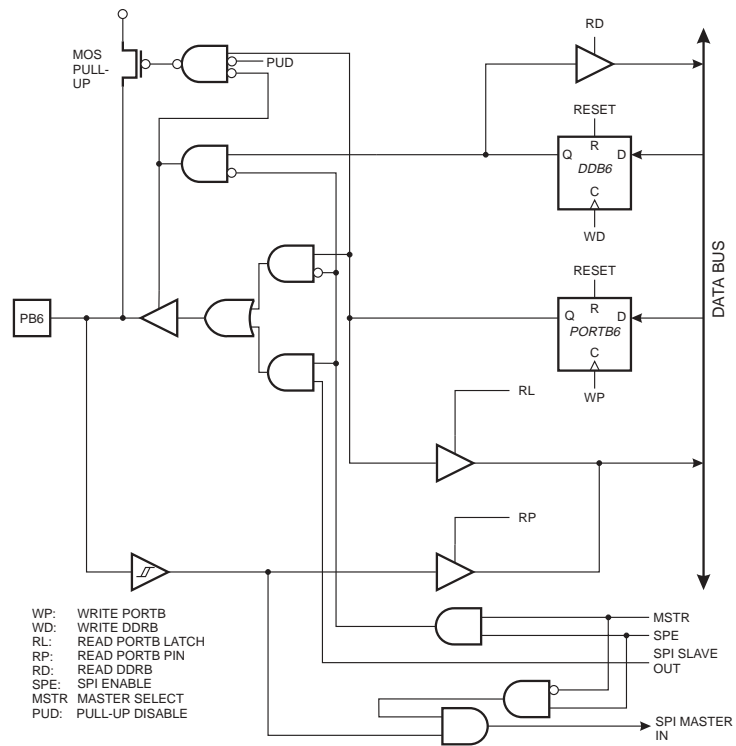 RD
MOS
PULL-
UP
PUD
RESET
R
Q
D
DDB6
C
WD
RESET
R
Q
D
PORTB6
C
WP
PB6
DATA BUS
RL
RP
WP: WRITE PORTB
WD: WRITE DDRB
RL: READ PORTB LATCH
RP: READ PORTB PIN
RD: READ DDRB
SPE: SPI ENABLE
MSTR MASTER SELECT
PUD: PULL-UP DISABLE
MSTR
SPE
SPI SLAVE
OUT
SPI MASTER
IN